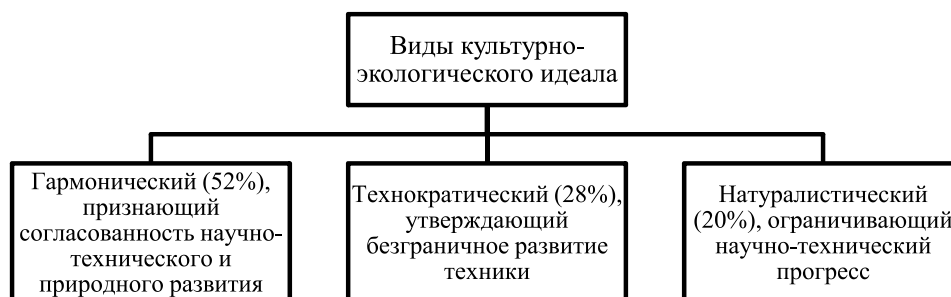 Виды культурно-
экологического идеала
Гармонический (52%),
признающий
согласованность научно-
технического и
природного развития
Технократический (28%),
утверждающий
безграничное развитие
техники
Натуралистический
(20%), ограничивающий
научно-технический
прогресс